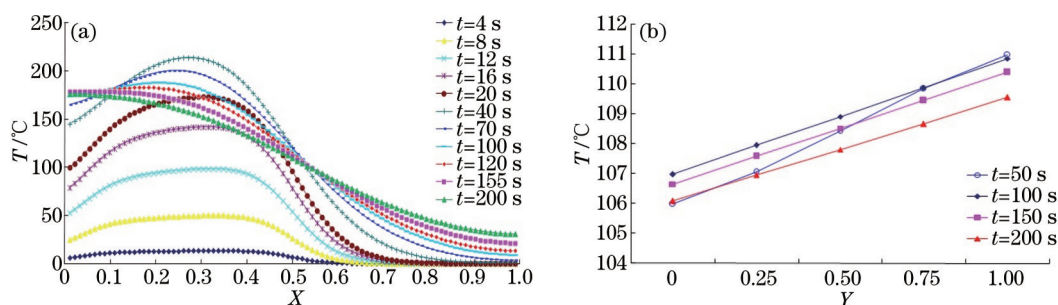 (a)
T/℃
250
200
150
100
50
0
0 0.1 0.2 0.3 0.4 0.5 0.6 0.7 0.8 0.9 1.0
X
t=4 s
t=8 s
t=12 s
t=16 s
t=20 s
t=40 s
t=70 s
t=100 s
t=120 s
t=155 s
t=200 s
(b)
T/℃
112
111
110
109
108
107
106
105
104
0 0.25 0.50 0.75 1.00
Y
t=50 s
t=100 s
t=150 s
t=200 s